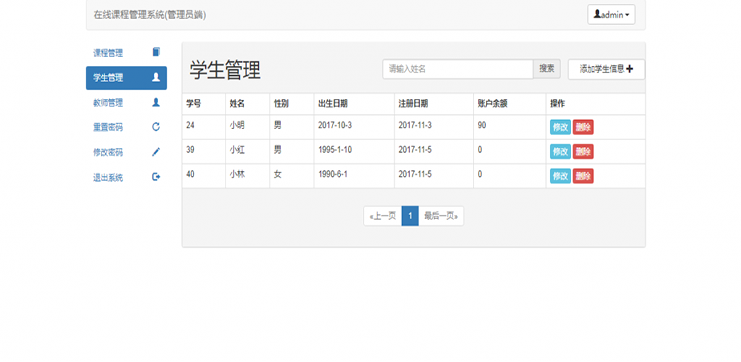 在线课程管理系统(管理员端)
admin
课程管理
学生管理
教师管理
重置密码
修改密码
退出系统
学生管理
请输入姓名
搜索
添加学生信息
学号 姓名 性别 出生日期 注册日期 账户余额 操作
24 小明 男 2017-10-3 2017-11-3 90 修改 删除
39 小红 男 1995-1-10 2017-11-5 0 修改 删除
40 小林 女 1990-6-1 2017-11-5 0 修改 删除
«上一页 1 最后一页»